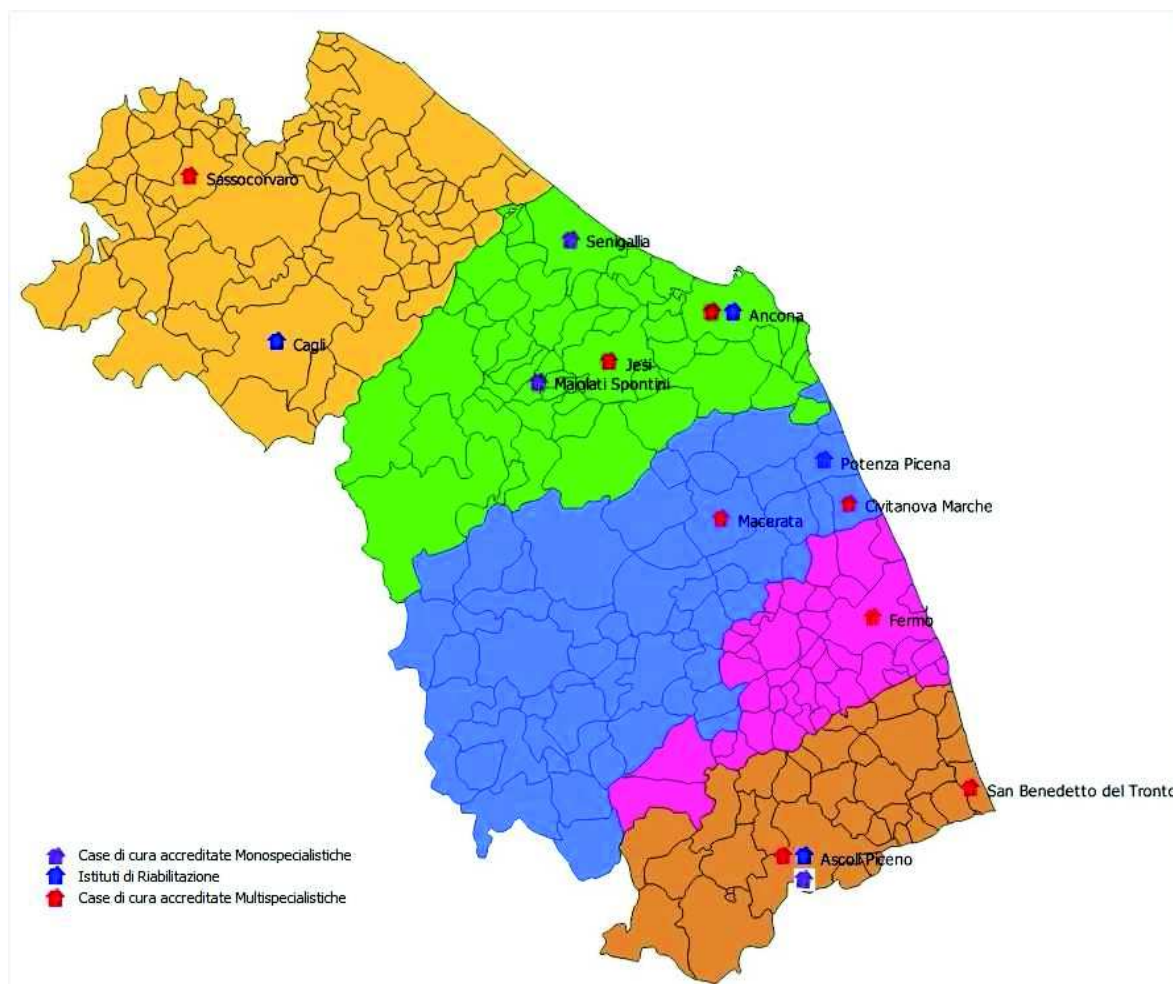 Sassocorvaro
Senigallia
Ancona
Cagli
Jesi
Maiolati Spontini
Potenza Picena
Civitanova Marche
Macerata
Fermo
San Benedetto del Tronto
Ascoli Piceno
Case di cura accreditate Monospecialistiche
Istituti di Riabilitazione
Case di cura accreditate Multispecialistiche